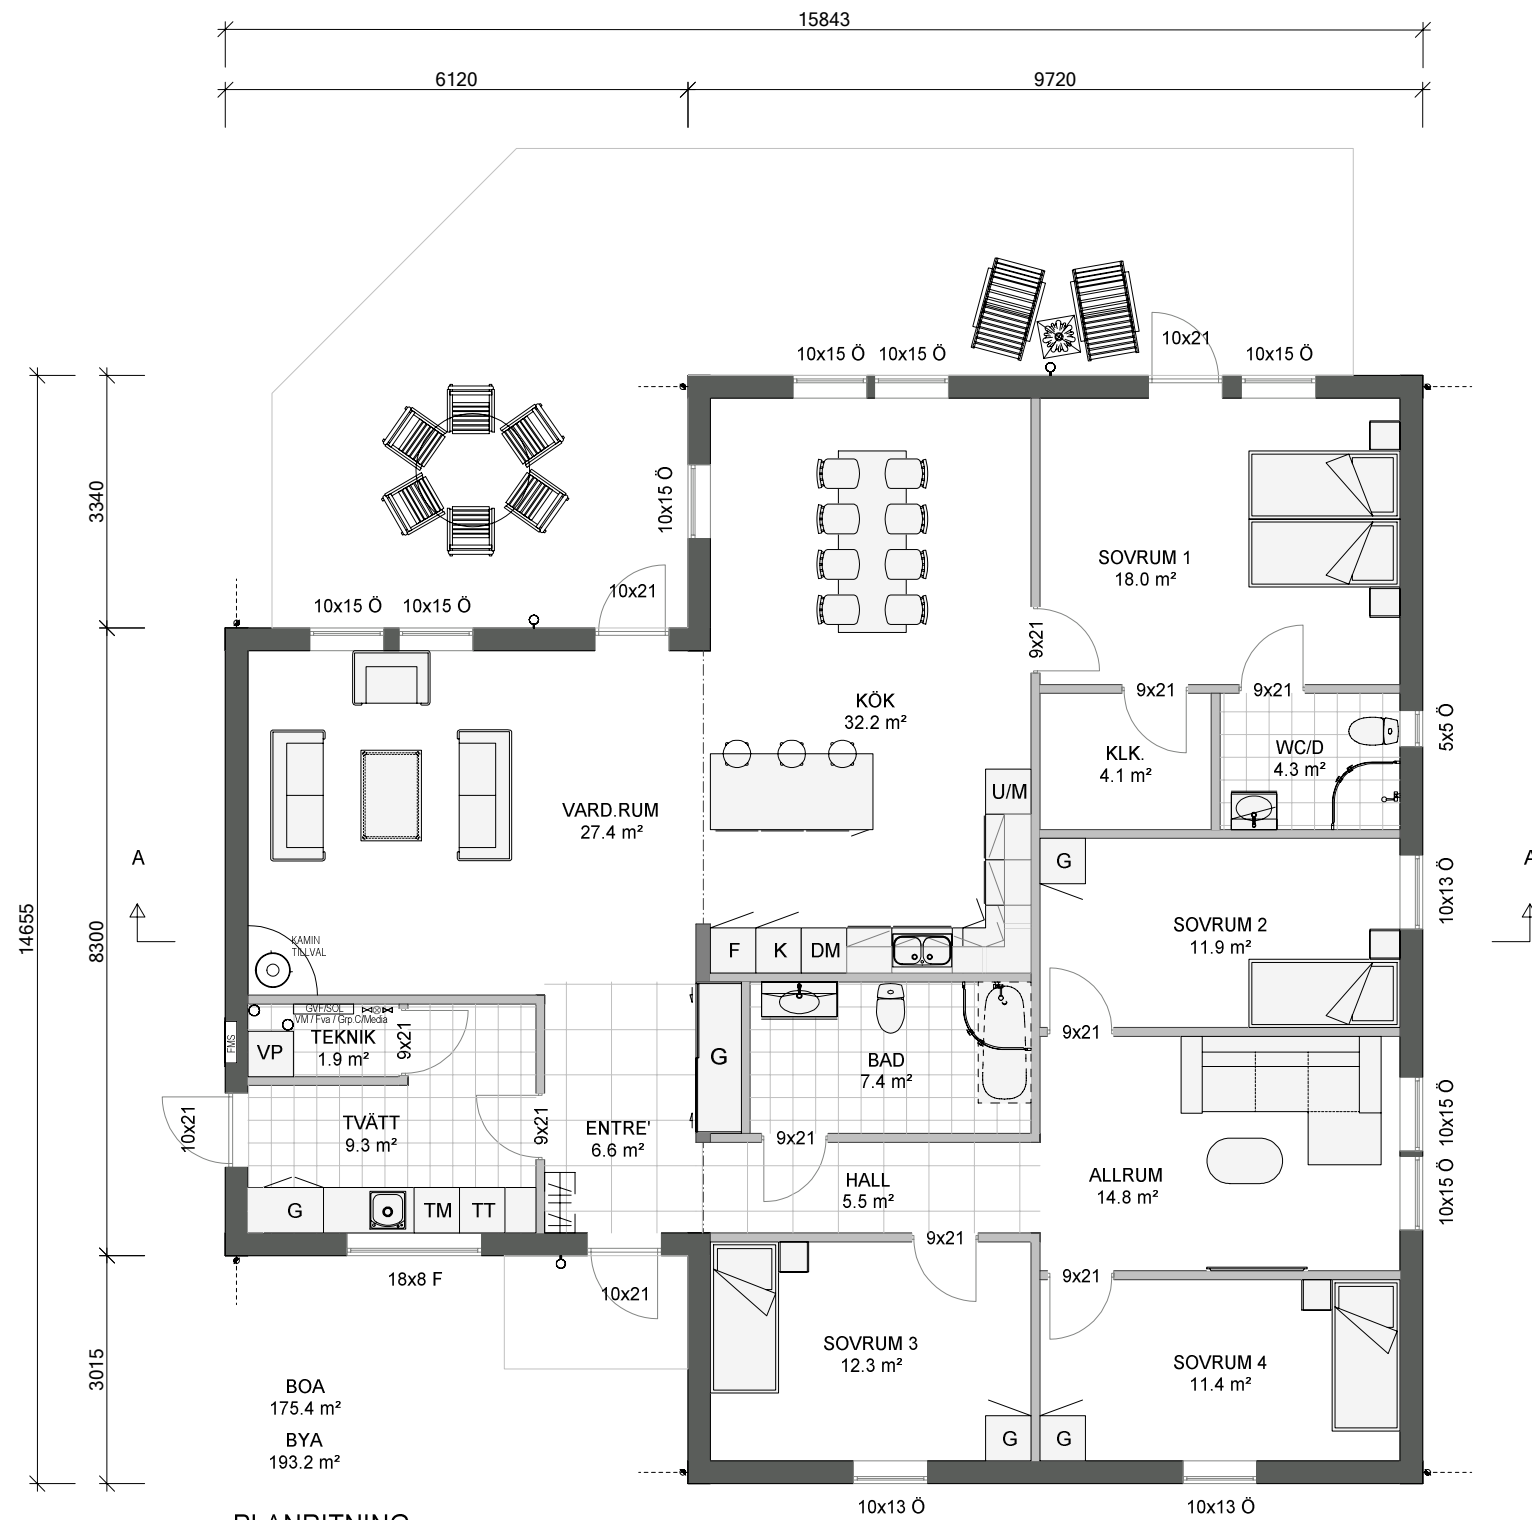 15843
6120
9720
10x15 Ö
10x15 Ö
10x21
10x15 Ö
3340
10x15 Ö
10x15 Ö
10x15 Ö
10x21
SOVRUM 1
18.0 m²
9x21
9x21
9x21
KÖK
32.2 m²
5x5 Ö
KLK.
4.1 m²
WC/D
4.3 m²
U/M
VARD.RUM
27.4 m²
A
A
G
10x13 Ö
14655
8300
SOVRUM 2
11.9 m²
KAMIN
TILLVAL
F
K
DM
GVF/SOL
VM / Fva / Grp.C/Media
TEKNIK
1.9 m²
9x21
FMS
VP
G
BAD
7.4 m²
9x21
10x15 Ö
10x21
TVÄTT
9.3 m²
9x21
ENTRE'
6.6 m²
9x21
HALL
5.5 m²
ALLRUM
14.8 m²
10x15 Ö
G
TM
TT
9x21
18x8 F
10x21
9x21
3015
SOVRUM 3
12.3 m²
SOVRUM 4
11.4 m²
BOA
175.4 m²
BYA
193.2 m²
G
G
10x13 Ö
10x13 Ö
PLANRITNING